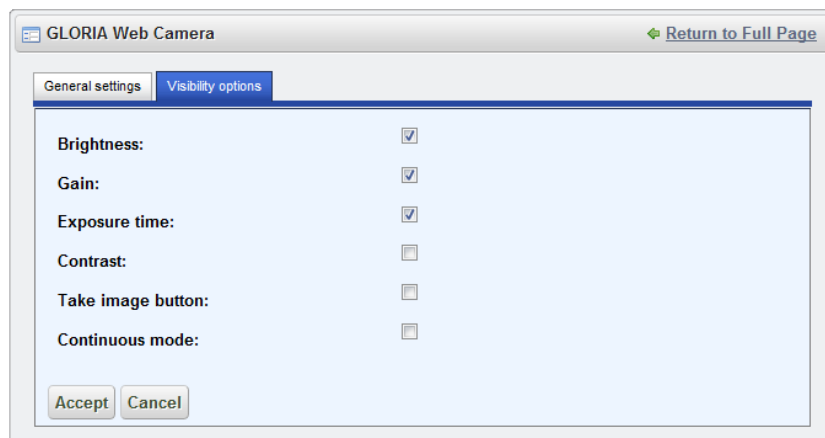 GLORIA Web Camera Return to Full Page
General settings Visibility options
Brightness:
Gain:
Exposure time:
Contrast:
Take image button:
Continuous mode:
Accept Cancel